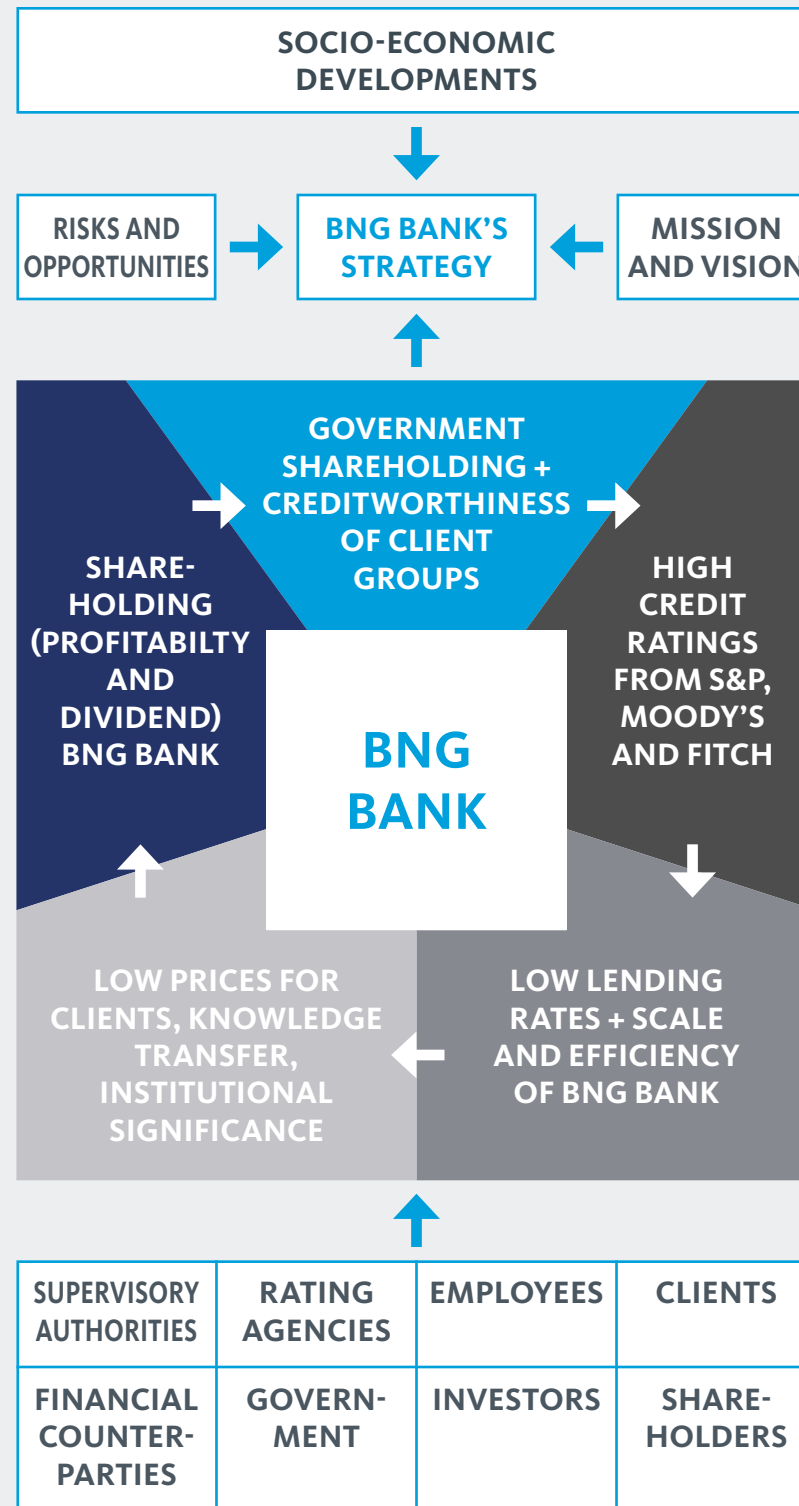 SOCIO-ECONOMIC
DEVELOPMENTS
RISKS AND
OPPORTUNITIES
BNG BANK’S
STRATEGY
MISSION
AND VISION
GOVERNMENT
SHAREHOLDING +
CREDITWORTHINESS
OF CLIENT
GROUPS
SHARE-
HOLDING
(PROFITABILTY
AND
DIVIDEND)
BNG BANK
HIGH
CREDIT
RATINGS
FROM S&P,
MOODY’S
AND FITCH
BNG
BANK
LOW PRICES FOR
CLIENTS, KNOWLEDGE
TRANSFER,
INSTITUTIONAL
SIGNIFICANCE
LOW LENDING
RATES + SCALE
AND EFFICIENCY
OF BNG BANK
SUPERVISORY
AUTHORITIES
RATING
AGENCIES
EMPLOYEES
CLIENTS
FINANCIAL
COUNTER-
PARTIES
GOVERN-
MENT
INVESTORS
SHARE-
HOLDERS